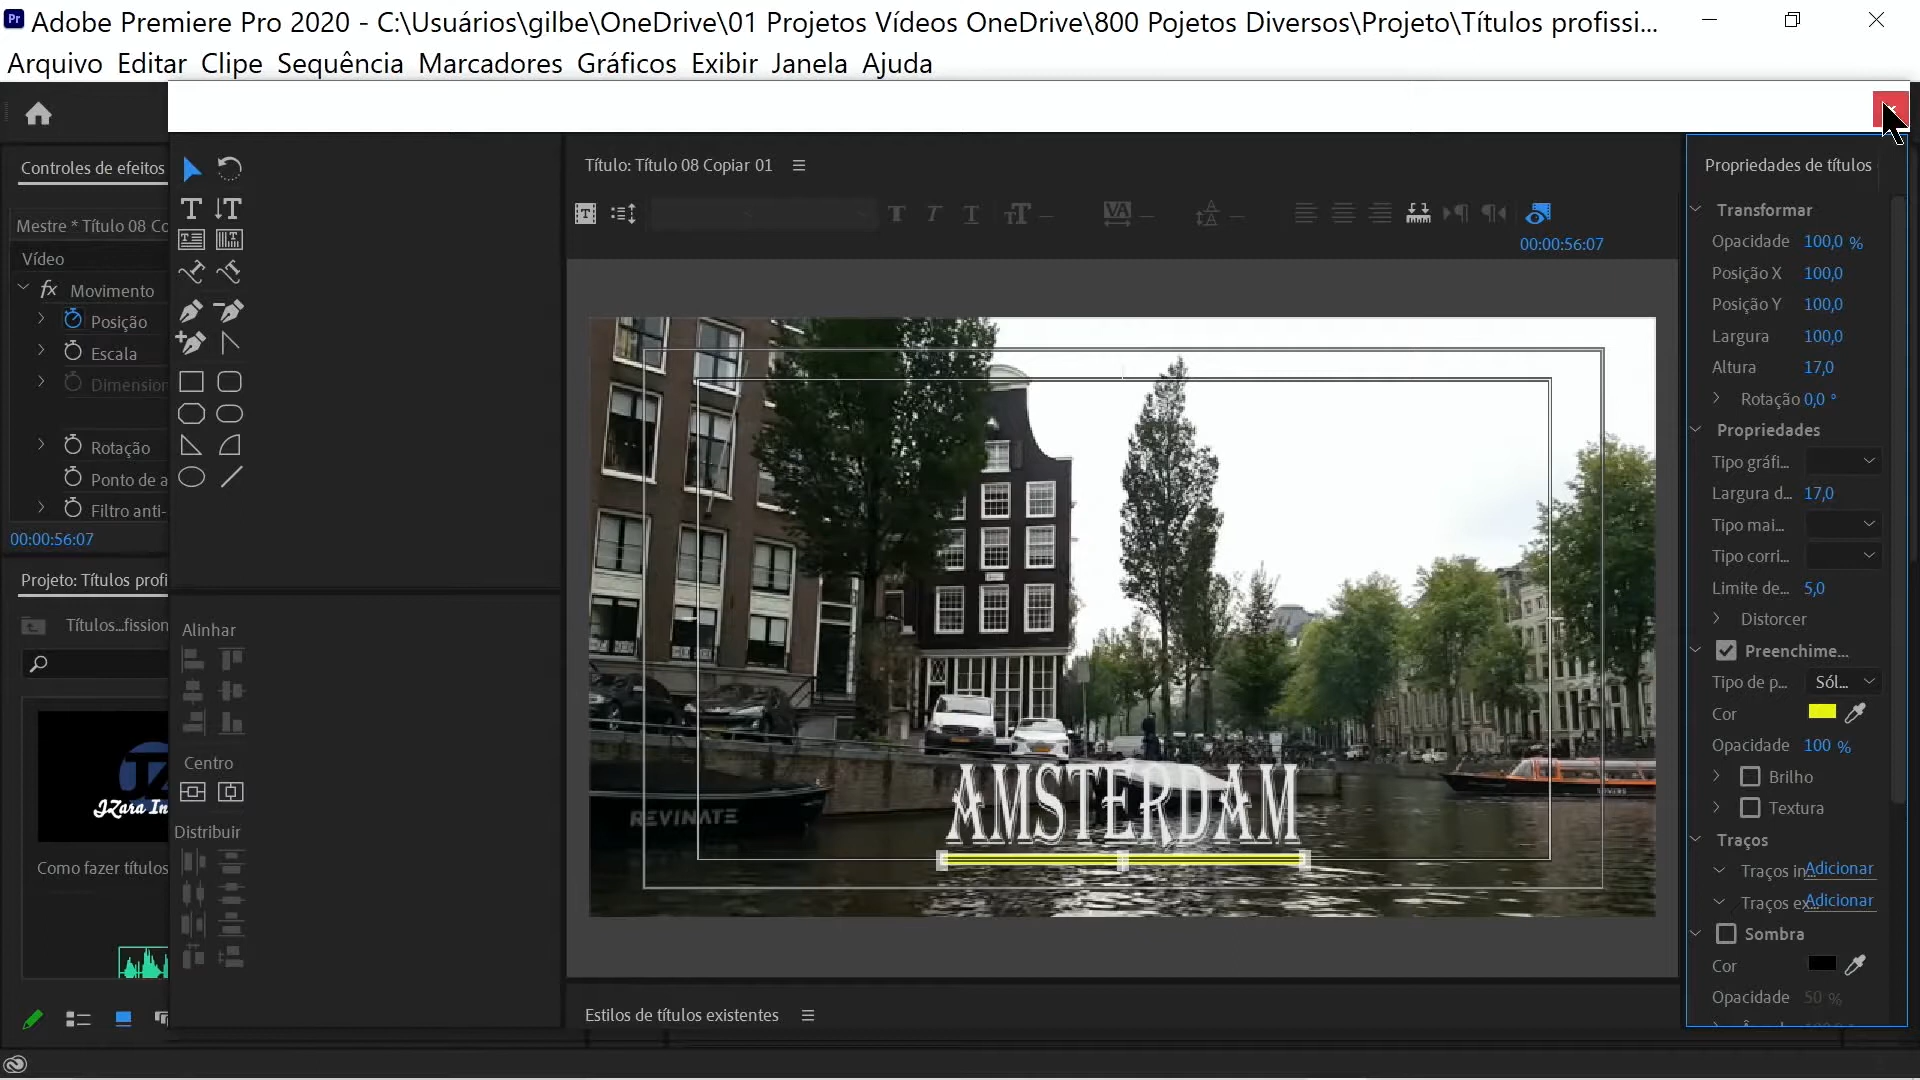 Adobe Premiere Pro 2020 - C:\Usuários\gilbe\OneDrive\01 Projetos Vídeos OneDrive\800 Pojetos Diversos\Projeto\Títulos profissi...
Arquivo Editar Clipe Sequência Marcadores Gráficos Exibir Janela Ajuda
Controles de efeitos
Mestre * Título 08 Co
Vídeo
fx Movimento
Posição
Escala
Dimension
Rotação
Ponto de a
Filtro anti-
00:00:56:07
Projeto: Títulos profi
Títulos...fission
JZara In
Como fazer títulos
Alinhar
Centro
Distribuir
Título: Título 08 Copiar 01
00:00:56:07
REVINATE
AMSTERDAM
Estilos de títulos existentes
Propriedades de títulos
Transformar
Opacidade 100,0 %
Posição X 100,0
Posição Y 100,0
Largura 100,0
Altura 17,0
Rotação 0,0 °
Propriedades
Tipo gráfi...
Largura d... 17,0
Tipo mai...
Tipo corri...
Limite de... 5,0
Distorcer
Preenchime...
Tipo de p... Sól...
Cor
Opacidade 100 %
Brilho
Textura
Traços
Traços in... Adicionar
Traços ex... Adicionar
Sombra
Cor
Opacidade 50 %